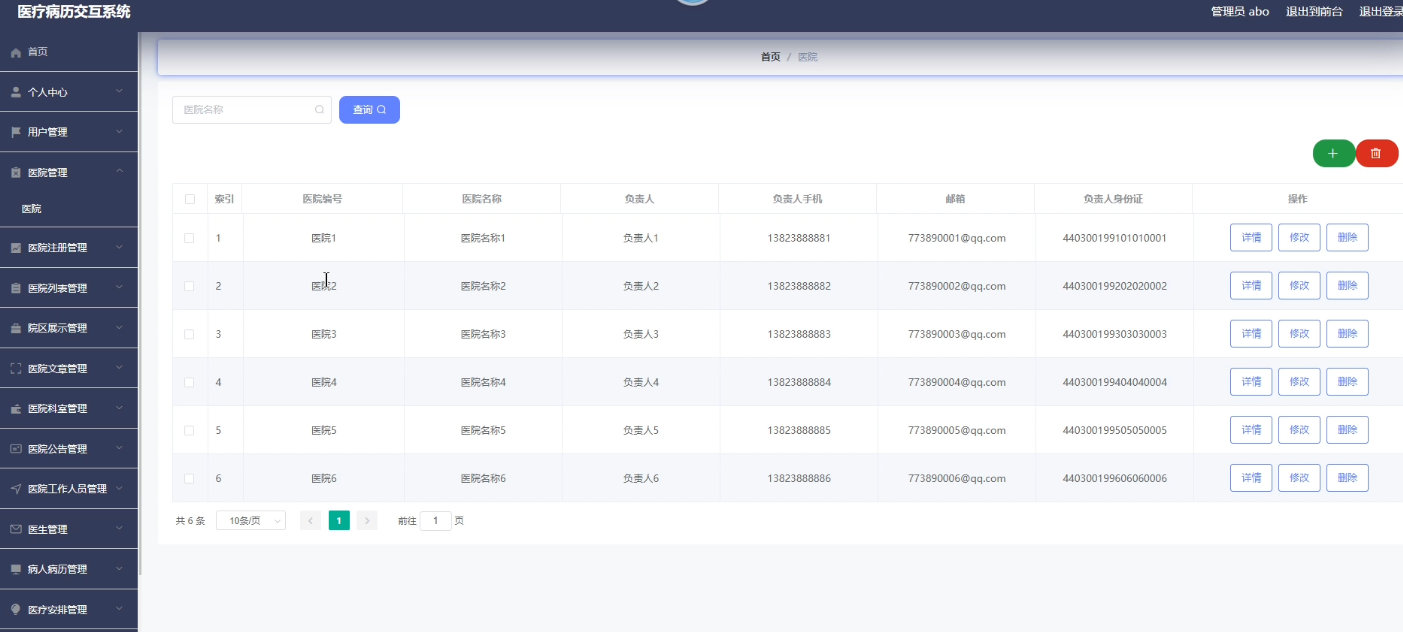 医疗病历交互系统
管理员 abo 退出到前台 退出登录
首页
个人中心
用户管理
医院管理
医院
医院注册管理
医院列表管理
院区展示管理
医院文章管理
医院科室管理
医院公告管理
医院工作人员管理
医生管理
病人病历管理
医疗安排管理
首页 / 医院
医院名称 查询
索引 医院编号 医院名称 负责人 负责人手机 邮箱 负责人身份证 操作
1 医院1 医院名称1 负责人1 13823888881 773890001@qq.com 440300199101010001 详情 修改 删除
2 医院2 医院名称2 负责人2 13823888882 773890002@qq.com 440300199202020002 详情 修改 删除
3 医院3 医院名称3 负责人3 13823888883 773890003@qq.com 440300199303030003 详情 修改 删除
4 医院4 医院名称4 负责人4 13823888884 773890004@qq.com 440300199404040004 详情 修改 删除
5 医院5 医院名称5 负责人5 13823888885 773890005@qq.com 440300199505050005 详情 修改 删除
6 医院6 医院名称6 负责人6 13823888886 773890006@qq.com 440300199606060006 详情 修改 删除
共 6 条 10条/页 1 前往 1 页